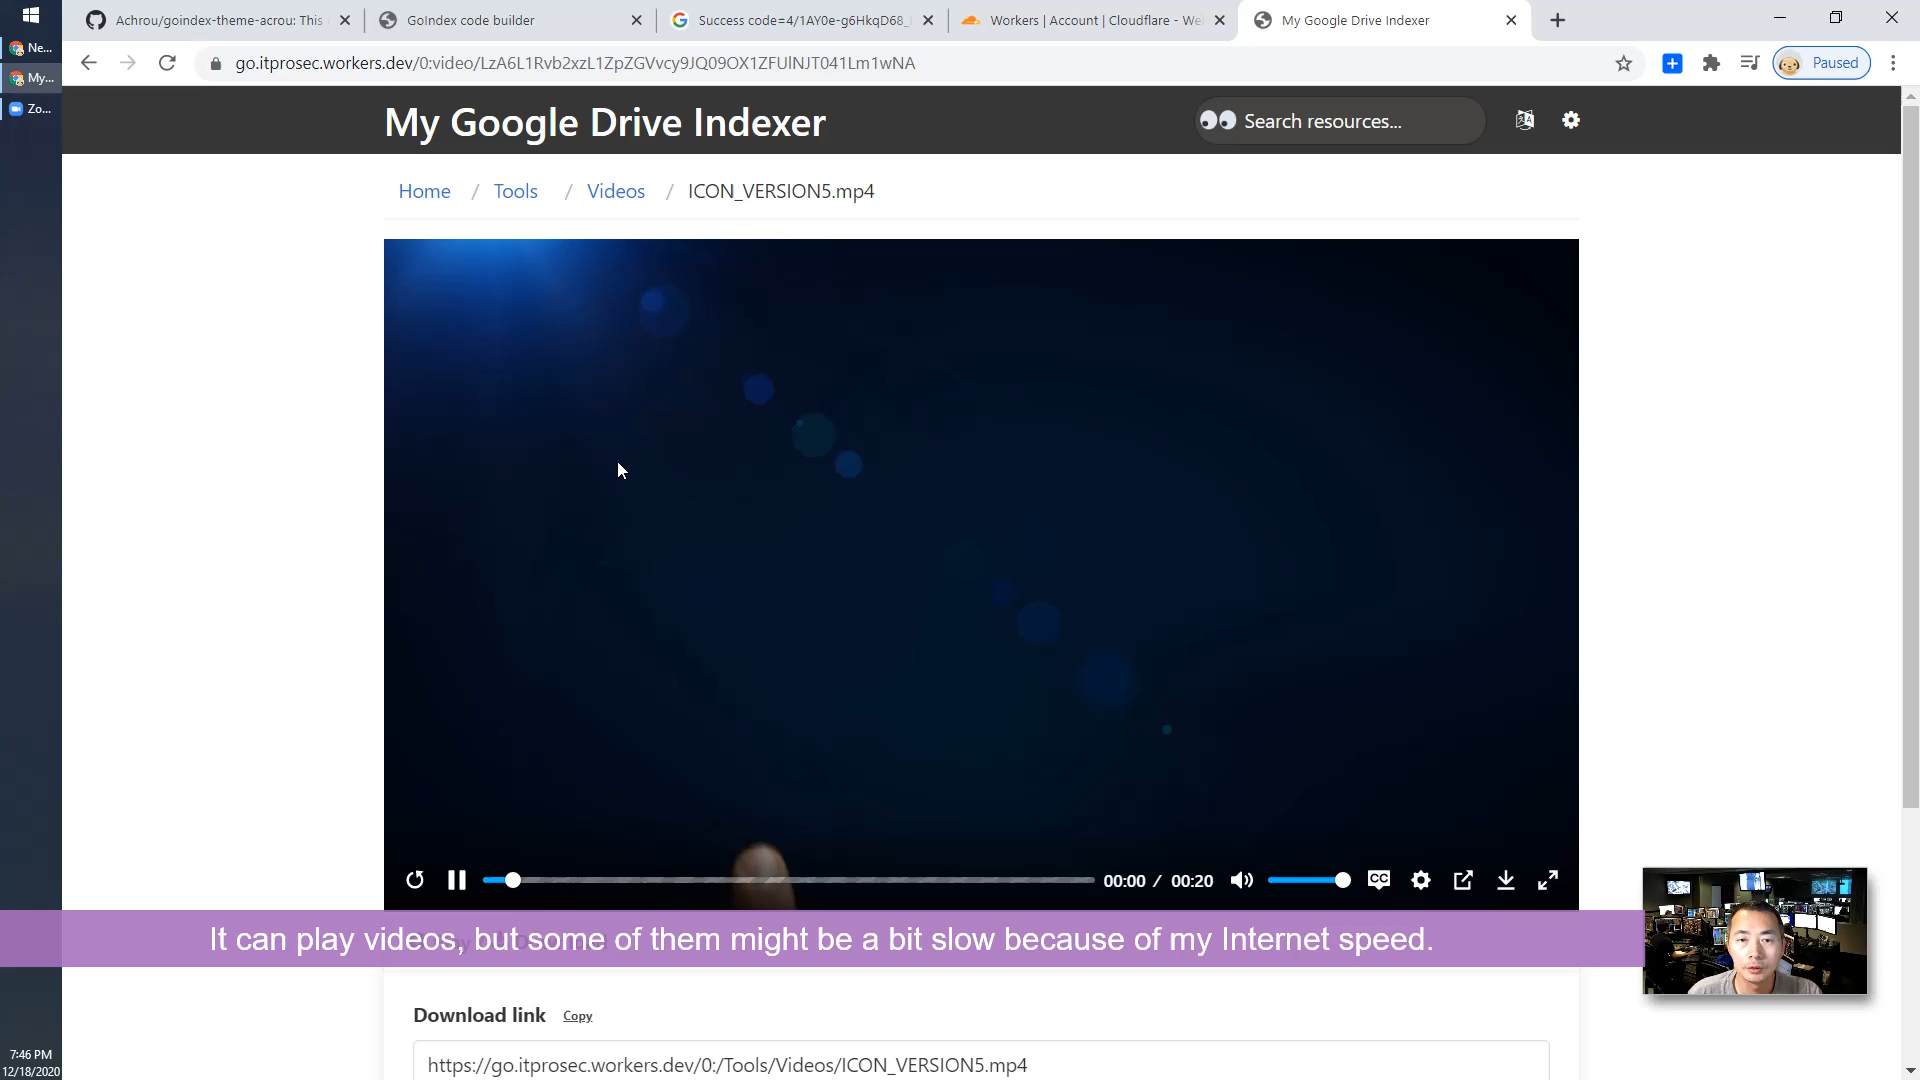 Achrou/goindex-theme-acrou: This
GoIndex code builder
Success code=4/1AY0e-g6HkqD68_
Workers | Account | Cloudflare - We
My Google Drive Indexer
Ne...
My...
Zo...
go.itprosec.workers.dev/0:video/LzA6L1Rvb2xzL1ZpZGVvcy9JQ09OX1ZFUlNJT041Lm1wNA
Paused
My Google Drive Indexer
Search resources...
Home / Tools / Videos / ICON_VERSION5.mp4
00:00 / 00:20
CC
It can play videos, but some of them might be a bit slow because of my Internet speed.
Download link Copy
https://go.itprosec.workers.dev/0:/Tools/Videos/ICON_VERSION5.mp4
7:46 PM
12/18/2020